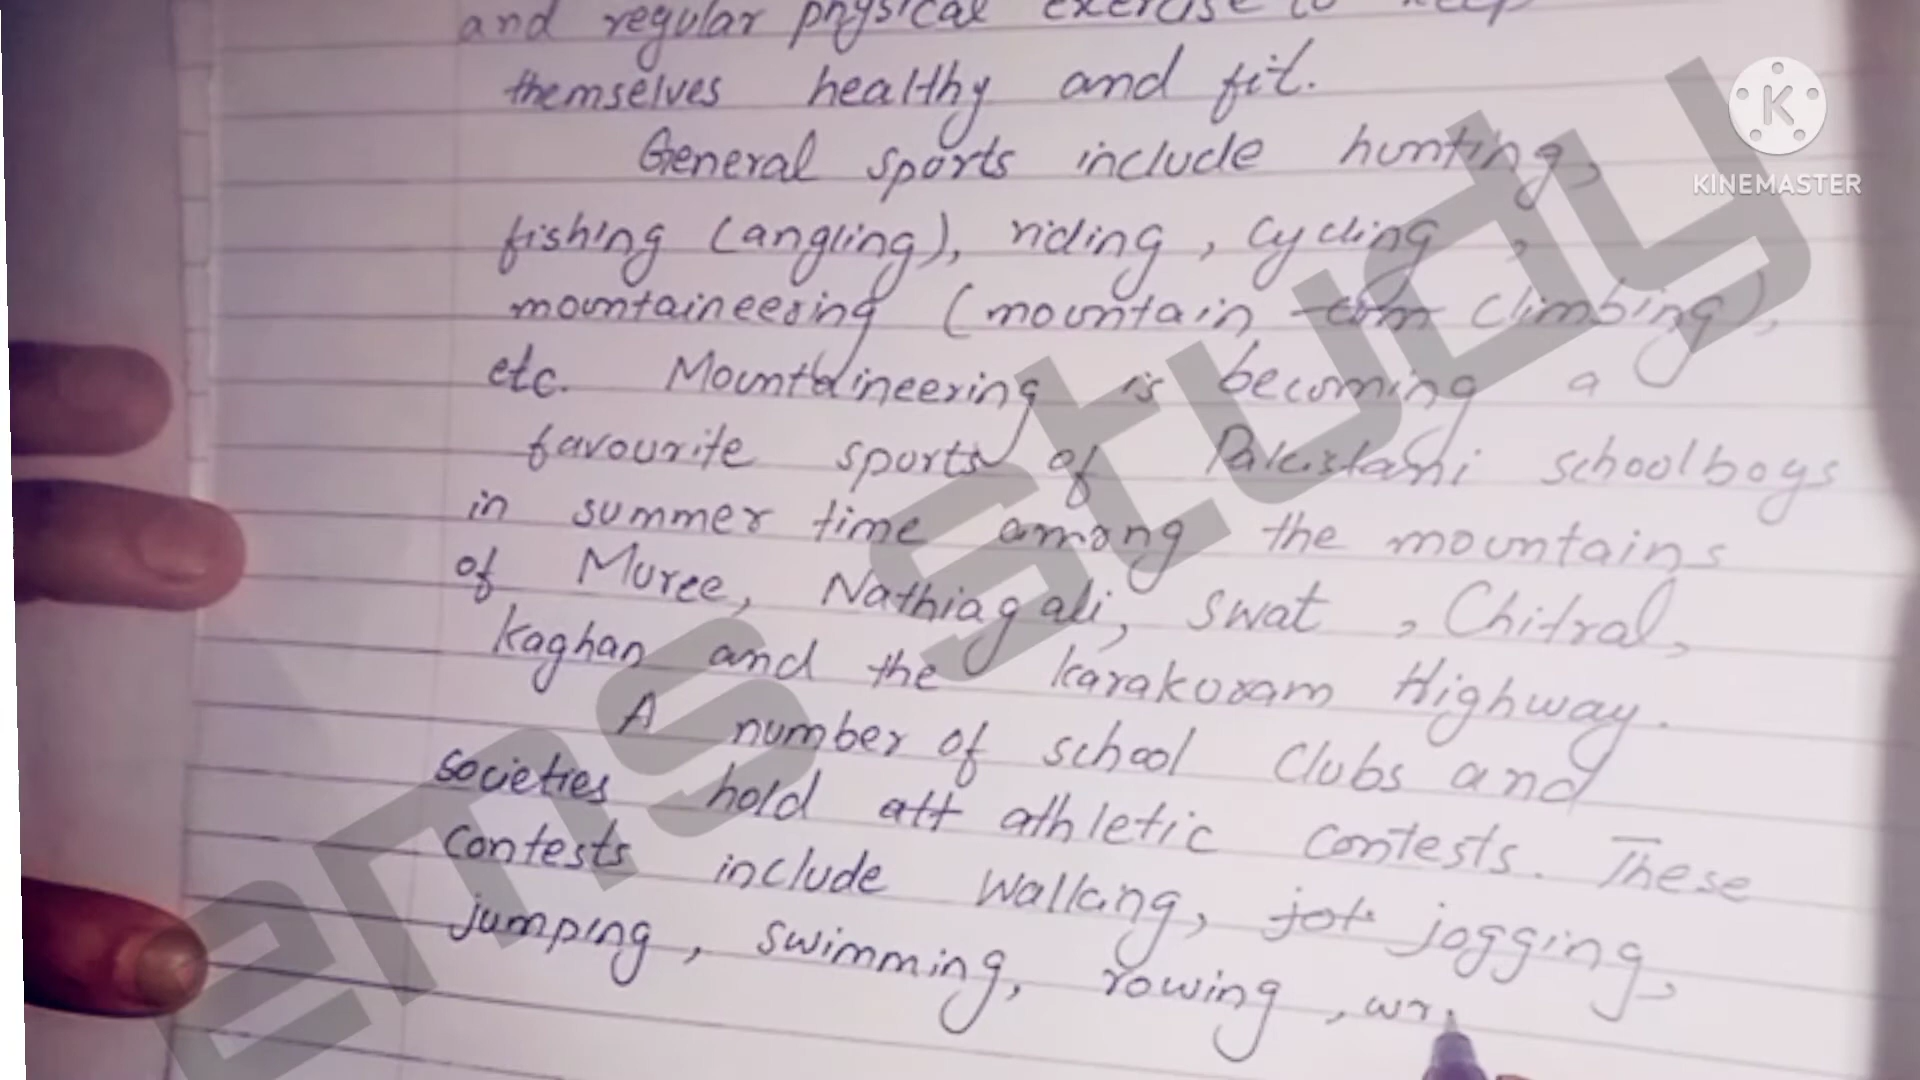 and regular physical exercise to keep
themselves healthy and fit.
General sports include hunting,
fishing (angling), riding, cycling,
mountaineering (mountain clim climbing),
etc. Mountaineering is becoming a
favourite sports of Pakistani schoolboys
in summer time among the mountains
of Muree, Nathiagali, Swat, Chitral,
Kaghan and the Karakoram Highway.
A number of school clubs and
societies hold att athletic contests. These
contests include walking, jot jogging,
jumping, swimming, rowing, wr
K
KINEMASTER
ems study